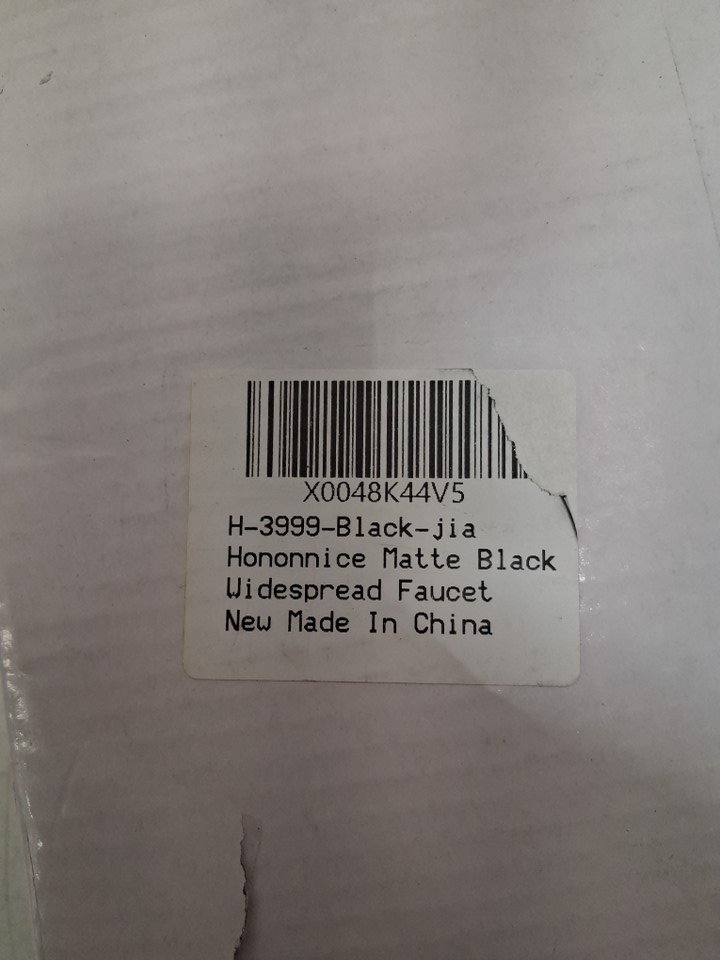 X0048K44V5
H-3999-Black-jia
Hononnice Matte Black
Widespread Faucet
New Made In China